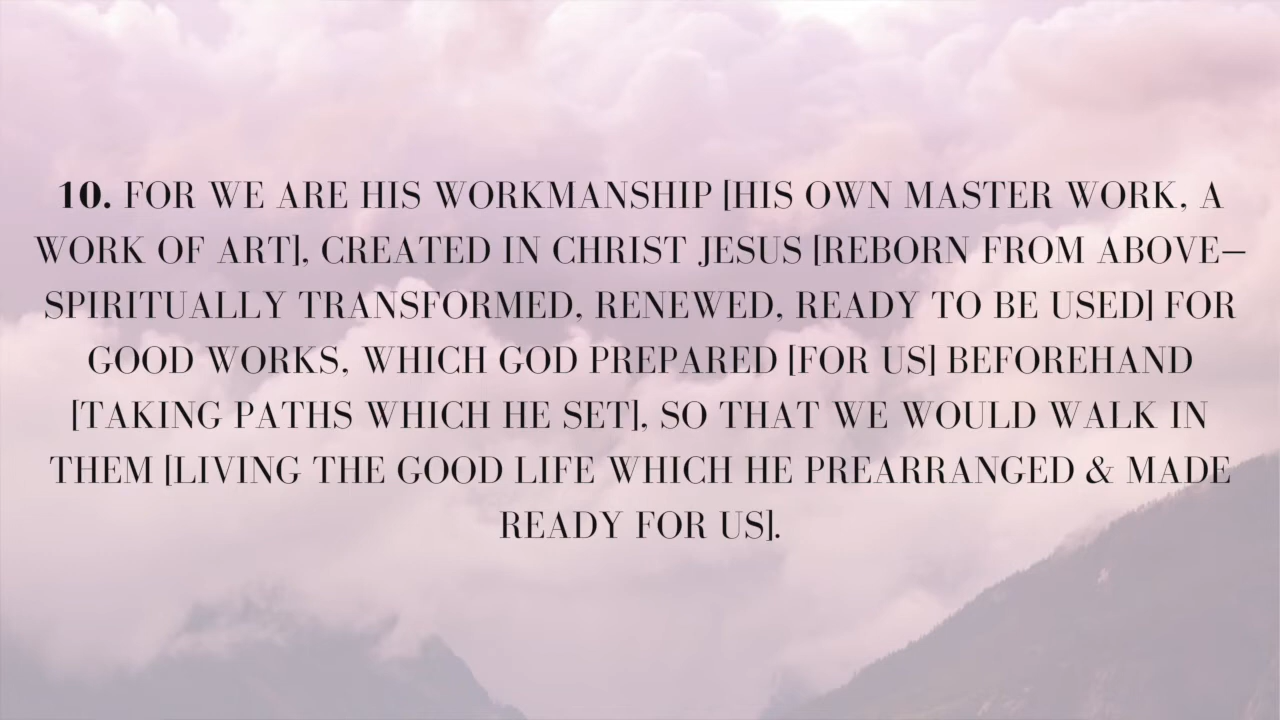 10. FOR WE ARE HIS WORKMANSHIP [HIS OWN MASTER WORK, A
WORK OF ART], CREATED IN CHRIST JESUS [REBORN FROM ABOVE—
SPIRITUALLY TRANSFORMED, RENEWED, READY TO BE USED] FOR
GOOD WORKS, WHICH GOD PREPARED [FOR US] BEFOREHAND
[TAKING PATHS WHICH HE SET], SO THAT WE WOULD WALK IN
THEM [LIVING THE GOOD LIFE WHICH HE PREARRANGED & MADE
READY FOR US].